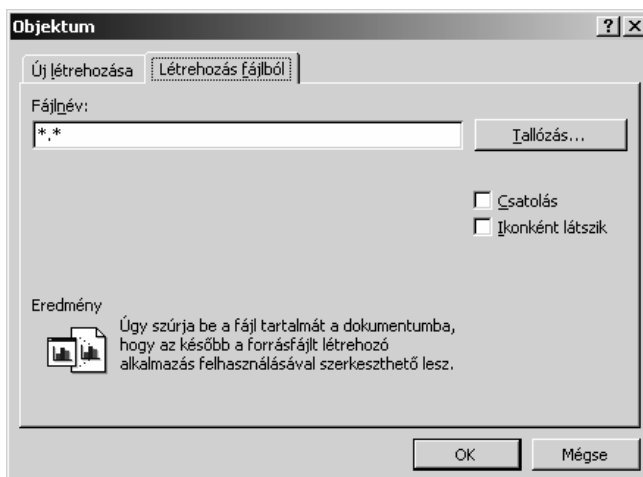 Objektum
Új létrehozása
Létrehozás fájlból
Fájlnév:
*.*
Tallózás...
Csatolás
Ikonként látszik
Eredmény
Úgy szúrja be a fájl tartalmát a dokumentumba,
hogy az később a forrásfájlt létrehozó
alkalmazás felhasználásával szerkeszthető lesz.
OK
Mégse